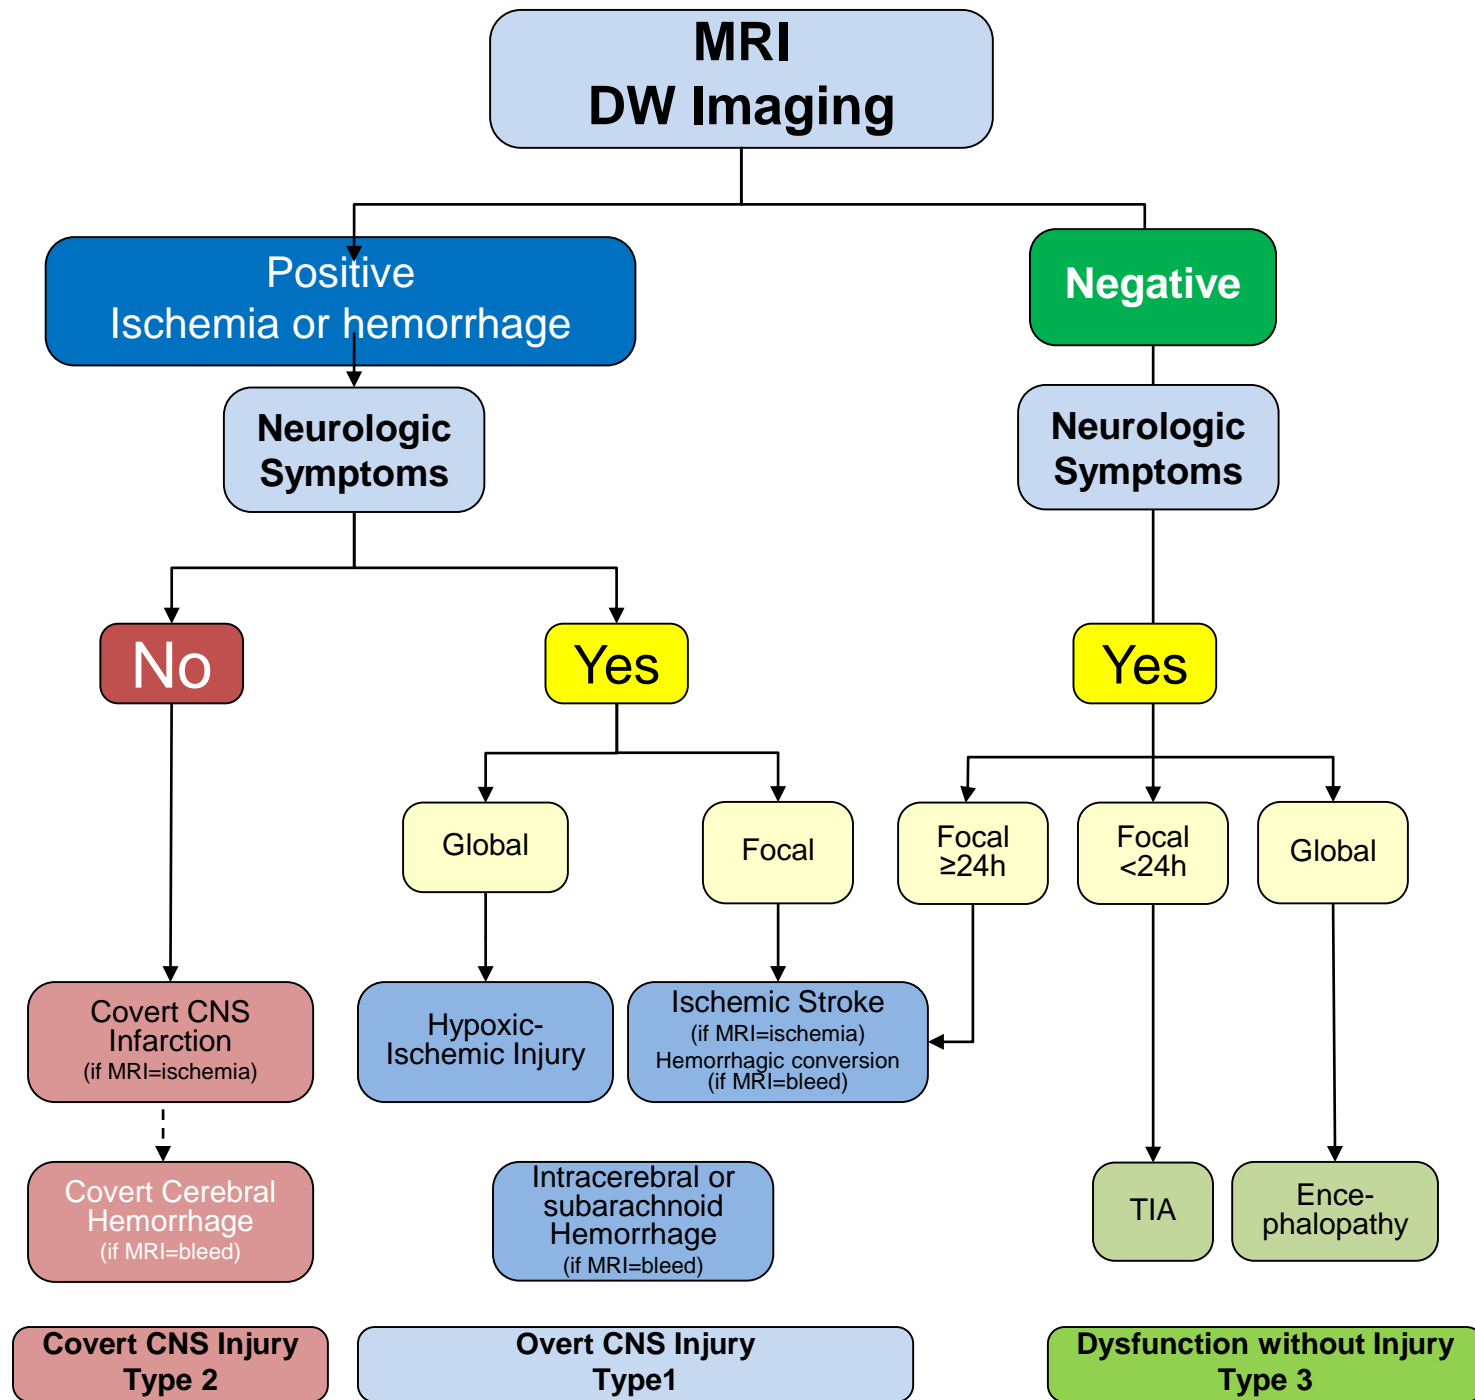 MRI
DW Imaging
Positive
Ischemia or hemorrhage
Negative
Neurologic
Symptoms
Neurologic
Symptoms
No
Yes
Yes
Global
Focal
Focal
≥24h
Focal
<24h
Global
Covert CNS
Infarction
(if MRI=ischemia)
Hypoxic-
Ischemic Injury
Ischemic Stroke
(if MRI=ischemia)
Hemorrhagic conversion
(if MRI=bleed)
Covert Cerebral
Hemorrhage
(if MRI=bleed)
Intracerebral or
subarachnoid
Hemorrhage
(if MRI=bleed)
TIA
Ence-
phalopathy
Covert CNS Injury
Type 2
Overt CNS Injury
Type1
Dysfunction without Injury
Type 3